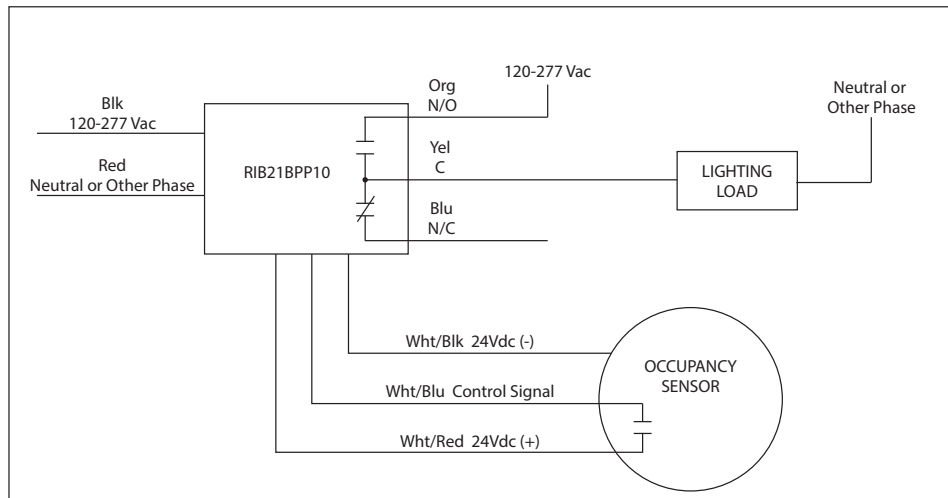 Blk
120-277 Vac
Red
Neutral or Other Phase
RIB21BPP10
Org
N/O
120-277 Vac
Yel
C
Blu
N/C
LIGHTING
LOAD
Neutral or
Other Phase
Wht/Blk 24Vdc (-)
Wht/Blu Control Signal
Wht/Red 24Vdc (+)
OCCUPANCY
SENSOR